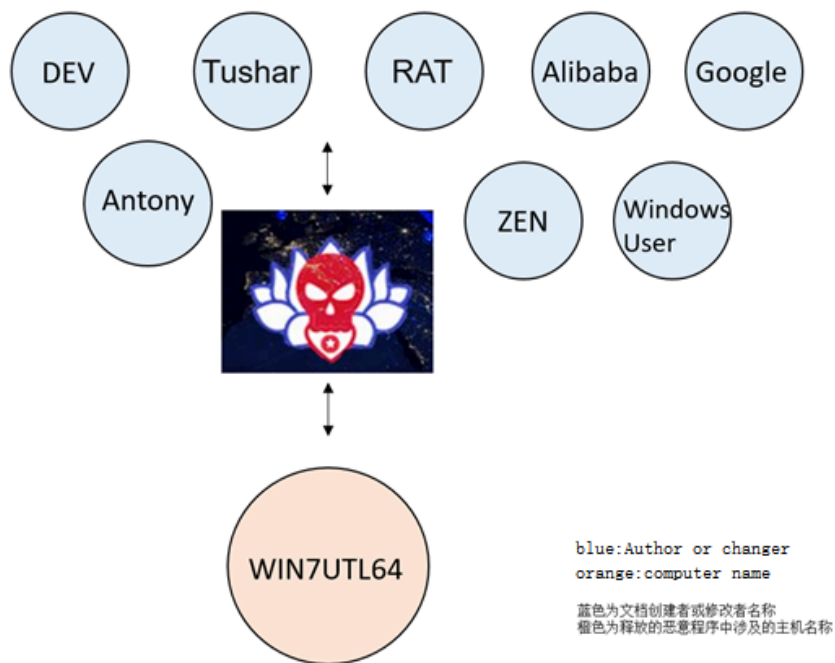 DEV
Tushar
RAT
Alibaba
Google
Antony
ZEN
Windows
User
WIN7UTL64
blue:Author or changer
orange:computer name
蓝色为文档创建者或修改者名称
橙色为释放的恶意程序中涉及的主机名称